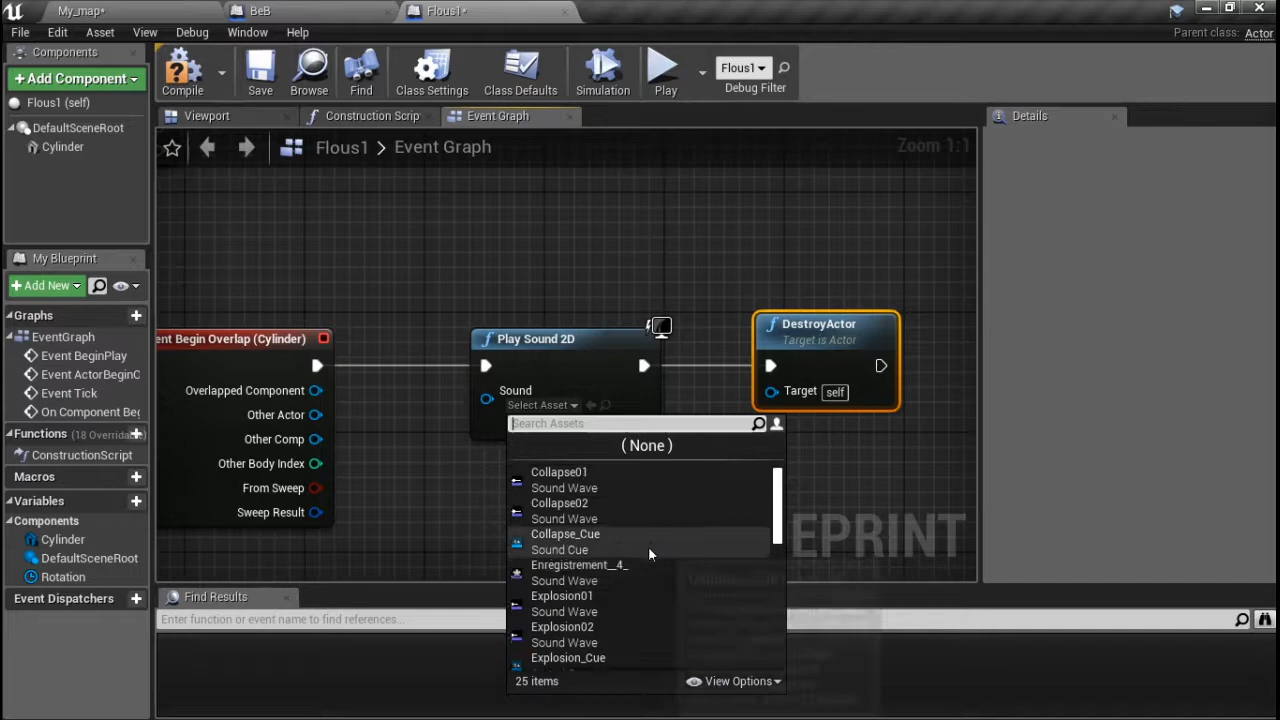 My_map*
BeB
Flous1*
File Edit Asset View Debug Window Help
Parent class: Actor
Components
+Add Component
Flous1 (self)
DefaultSceneRoot
Cylinder
Compile
Save
Browse
Find
Class Settings
Class Defaults
Simulation
Play
Flous1
Debug Filter
Viewport
Construction Scrip
Event Graph
Details
Flous1 > Event Graph
Zoom 1:1
My Blueprint
+Add New
Graphs
EventGraph
Event BeginPlay
Event ActorBeginC
Event Tick
On Component Beg
Functions (18 Overridab
ConstructionScript
Macros
Variables
Components
Cylinder
DefaultSceneRoot
Rotation
Event Dispatchers
ent Begin Overlap (Cylinder)
Overlapped Component
Other Actor
Other Comp
Other Body Index
From Sweep
Sweep Result
Play Sound 2D
Sound
Select Asset
DestroyActor
Target is Actor
Target self
Search Assets
( None )
Collapse01
Sound Wave
Collapse02
Sound Wave
Collapse_Cue
Sound Cue
Enregistrement__4_
Sound Wave
Explosion01
Sound Wave
Explosion02
Sound Wave
Explosion_Cue
25 items
View Options
EPRINT
Find Results
Enter function or event name to find references...